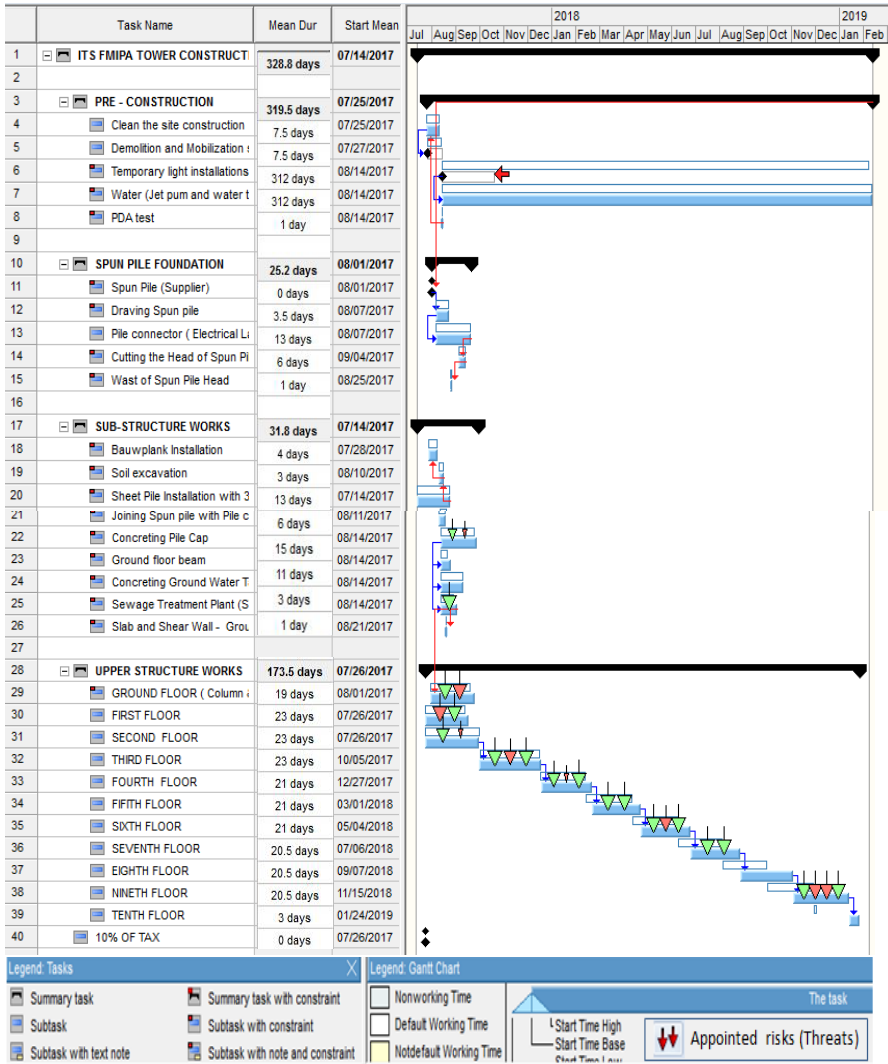 2018 2019
Task Name Mean Dur Start Mean Jul Aug Sep Oct Nov Dec Jan Feb Mar Apr May Jun Jul Aug Sep Oct Nov Dec Jan Feb
1 ITS FMIPA TOWER CONSTRUCTI 328.8 days 07/14/2017
2
3 PRE - CONSTRUCTION 319.5 days 07/25/2017
4 Clean the site construction 7.5 days 07/25/2017
5 Demolition and Mobilization 7.5 days 07/27/2017
6 Temporary light installations 312 days 08/14/2017
7 Water (Jet pum and water t 312 days 08/14/2017
8 PDA test 1 day 08/14/2017
9
10 SPUN PILE FOUNDATION 25.2 days 08/01/2017
11 Spun Pile (Supplier) 0 days 08/01/2017
12 Draving Spun pile 3.5 days 08/07/2017
13 Pile connector ( Electrical La 13 days 08/07/2017
14 Cutting the Head of Spun Pi 6 days 09/04/2017
15 Wast of Spun Pile Head 1 day 08/25/2017
16
17 SUB-STRUCTURE WORKS 31.8 days 07/14/2017
18 Bauwplank Installation 4 days 07/28/2017
19 Soil excavation 3 days 08/10/2017
20 Sheet Pile Installation with 3 13 days 07/14/2017
21 Joining Spun pile with Pile c 6 days 08/11/2017
22 Concreting Pile Cap 15 days 08/14/2017
23 Ground floor beam 11 days 08/14/2017
24 Concreting Ground Water T 3 days 08/14/2017
25 Sewage Treatment Plant (S 1 day 08/14/2017
26 Slab and Shear Wall - Grou 08/21/2017
27
28 UPPER STRUCTURE WORKS 173.5 days 07/26/2017
29 GROUND FLOOR ( Column 19 days 08/01/2017
30 FIRST FLOOR 23 days 07/26/2017
31 SECOND FLOOR 23 days 07/26/2017
32 THIRD FLOOR 23 days 10/05/2017
33 FOURTH FLOOR 21 days 12/27/2017
34 FIFITH FLOOR 21 days 03/01/2018
35 SIXTH FLOOR 21 days 05/04/2018
36 SEVENTH FLOOR 20.5 days 07/06/2018
37 EIGHTH FLOOR 20.5 days 09/07/2018
38 NINETH FLOOR 20.5 days 11/15/2018
39 TENTH FLOOR 3 days 01/24/2019
40 10% OF TAX 0 days 07/26/2017
Legend: Tasks X Legend: Gantt Chart
Summary task Summary task with constraint Nonworking Time The task
Subtask Subtask with constraint Default Working Time Start Time High
Start Time Base Appointed risks (Threats)
Subtask with text note Subtask with note and constraint Notdefault Working Time Start Time Low